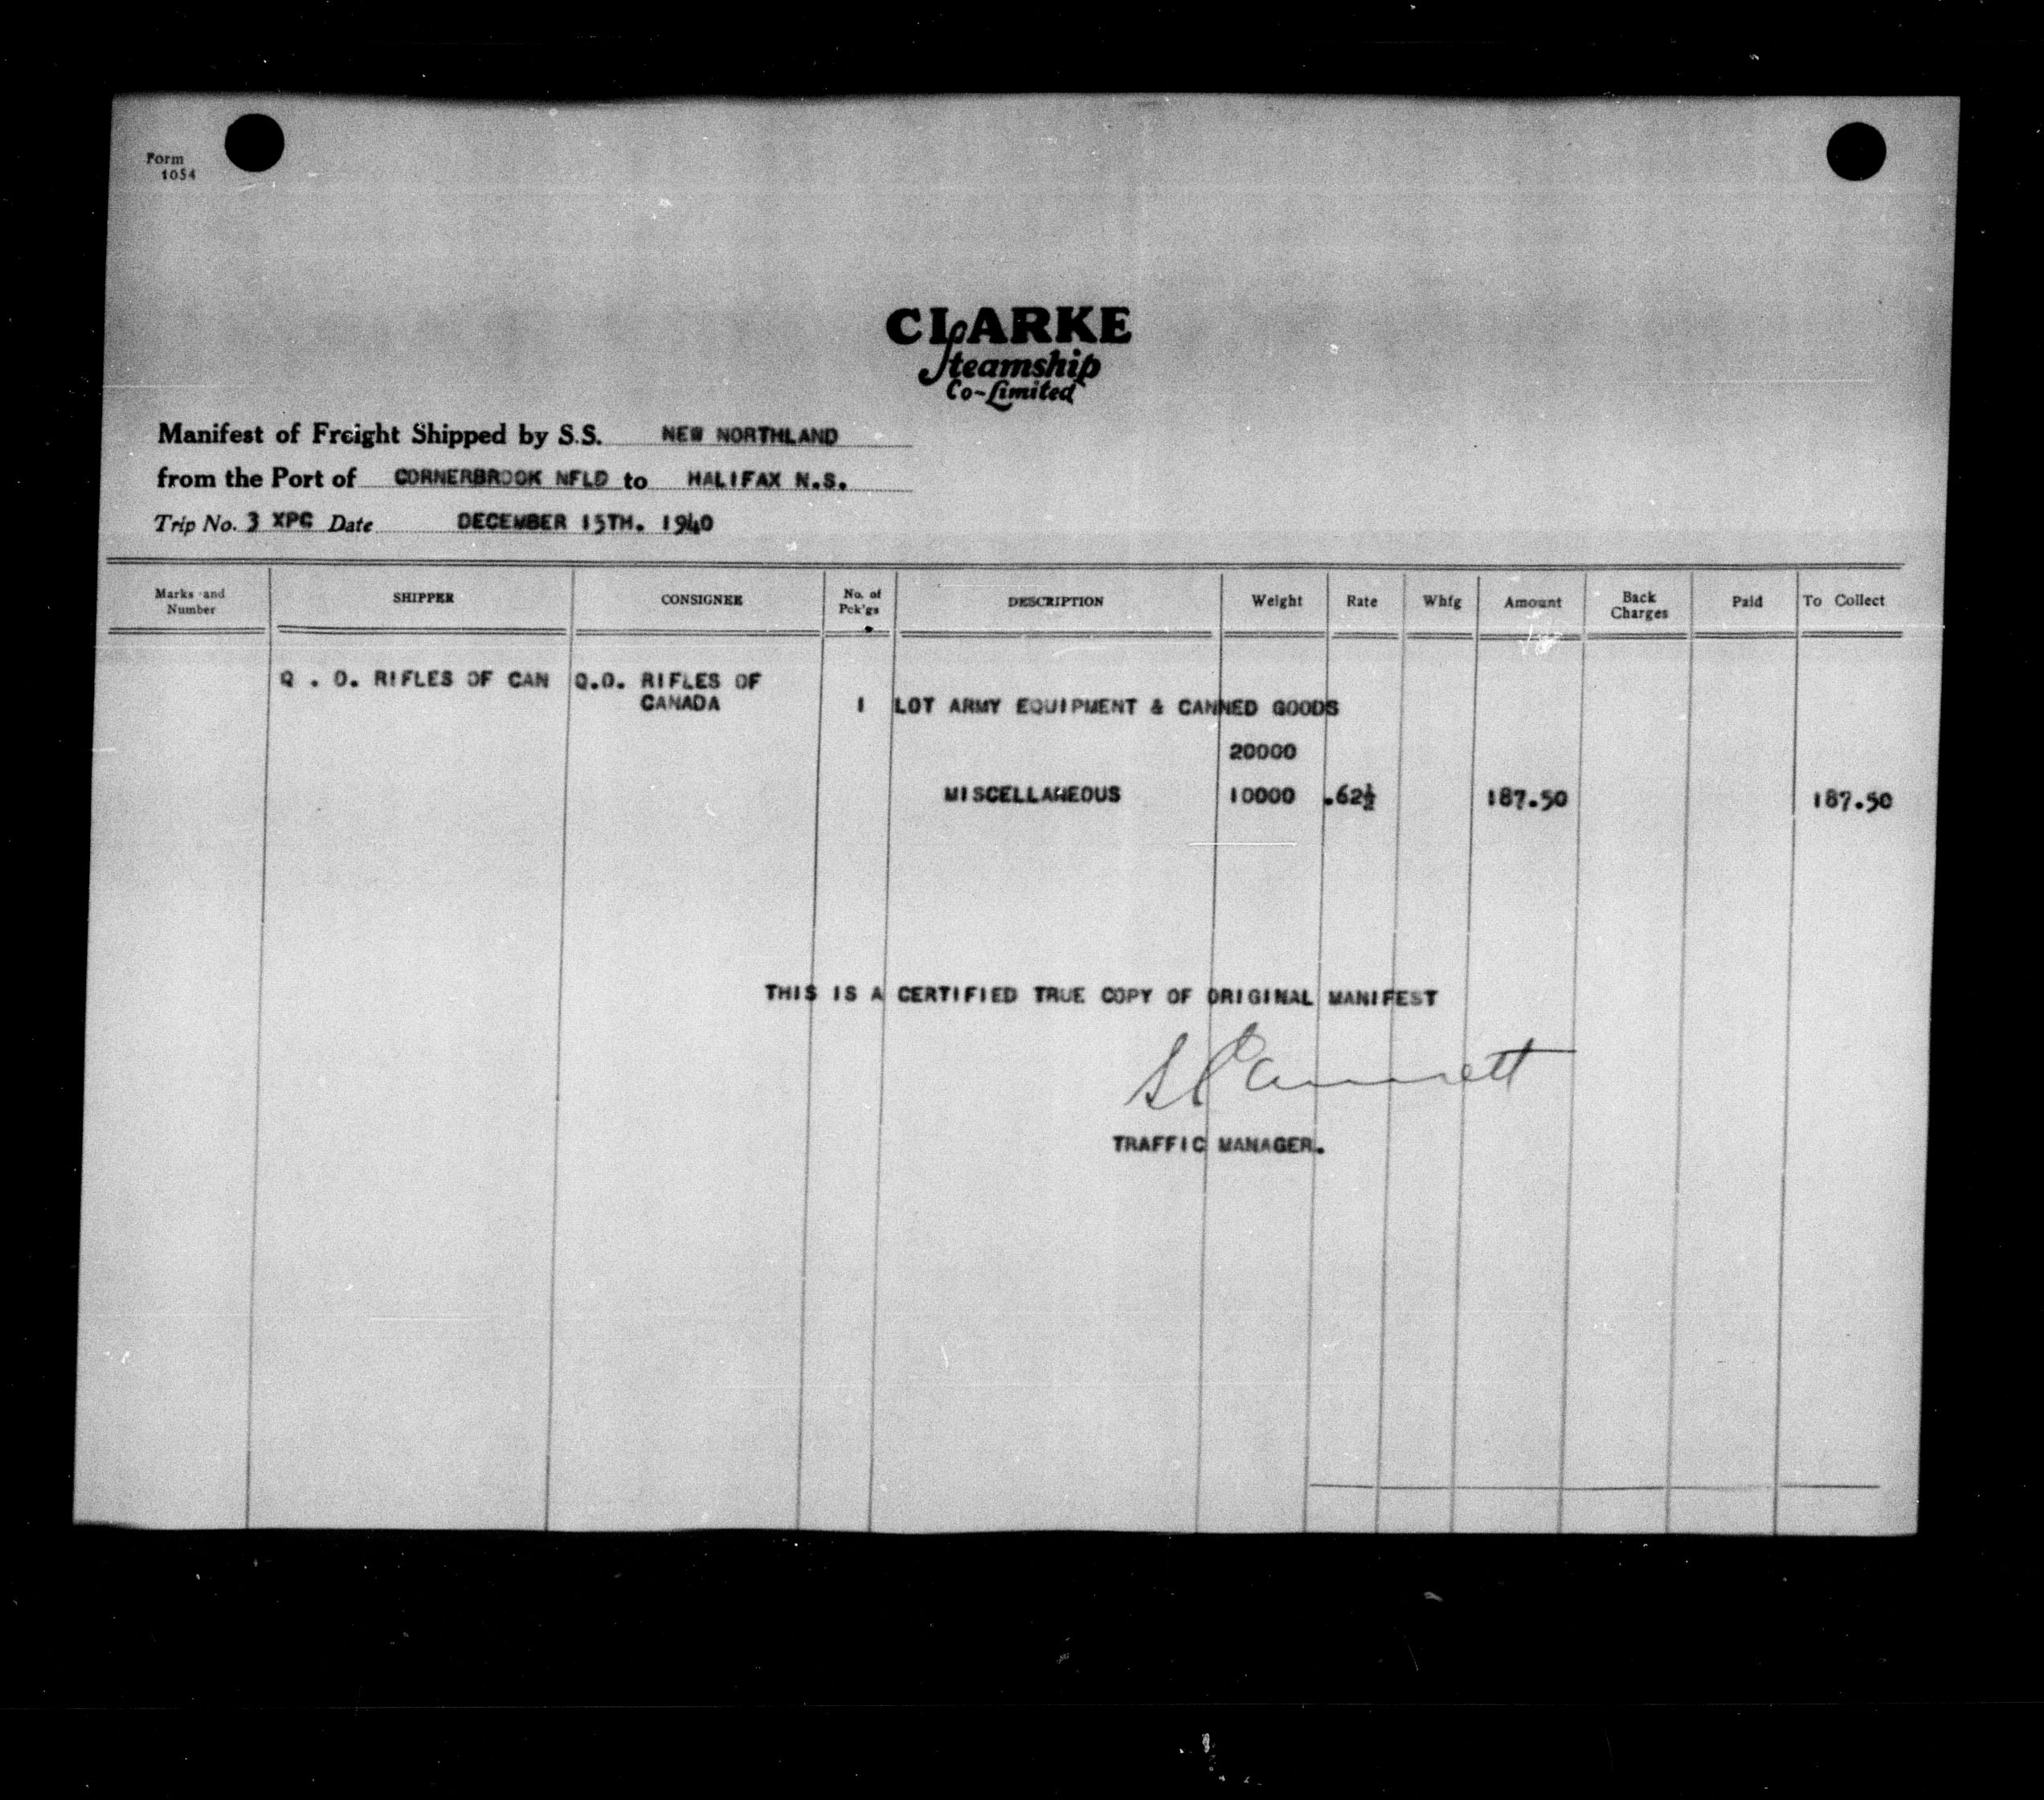 Form
1054
CLARKE
Steamship
Co-Limited
Manifest of Freight Shipped by S.S. NEW NORTHLAND
from the Port of CORNERBROOK NFLD to HALIFAX N.S.
Trip No. 3 XPC Date DECEMBER 15TH. 1940
Marks and Number SHIPPER CONSIGNEE No. of Pck'gs DESCRIPTION Weight Rate Whfg Amount Back Charges Paid To Collect
Q . O. RIFLES OF CAN Q.O. RIFLES OF
CANADA 1 LOT ARMY EQUIPMENT & CANNED GOODS
20000
MISCELLANEOUS 10000 .62½ 187.50 187.50
THIS IS A CERTIFIED TRUE COPY OF ORIGINAL MANIFEST
TRAFFIC MANAGER.